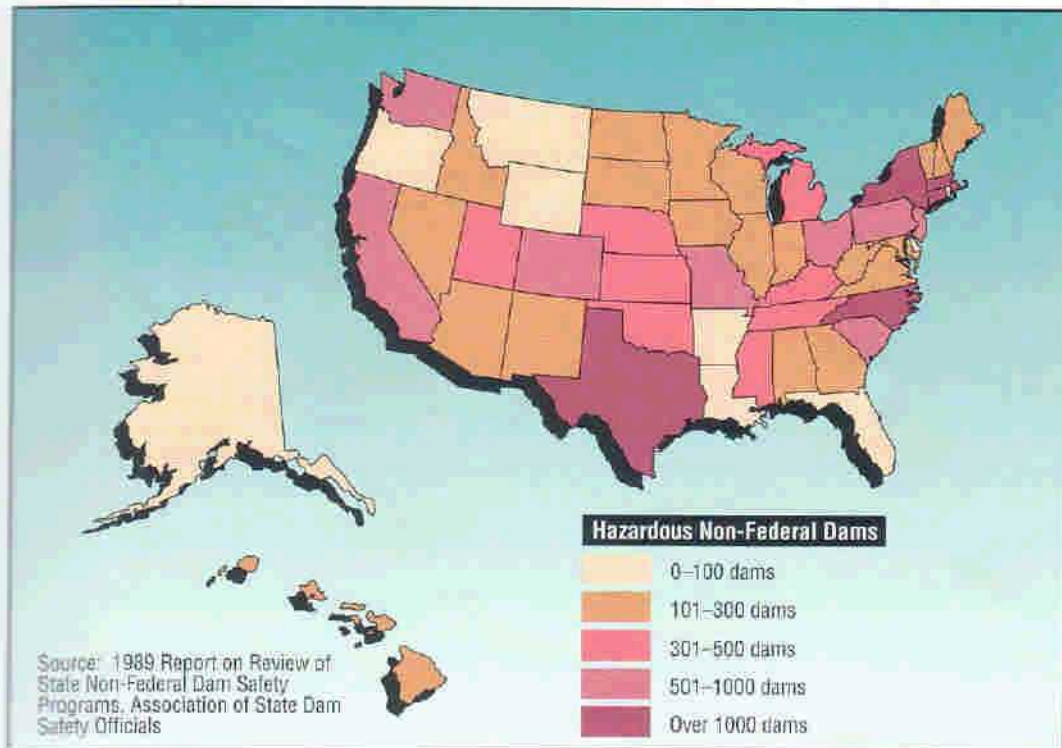 Hazardous Non-Federal Dams
0–100 dams
101–300 dams
301–500 dams
501–1000 dams
Over 1000 dams
Source: 1989 Report on Review of
State Non-Federal Dam Safety
Programs, Association of State Dam
Safety Officials